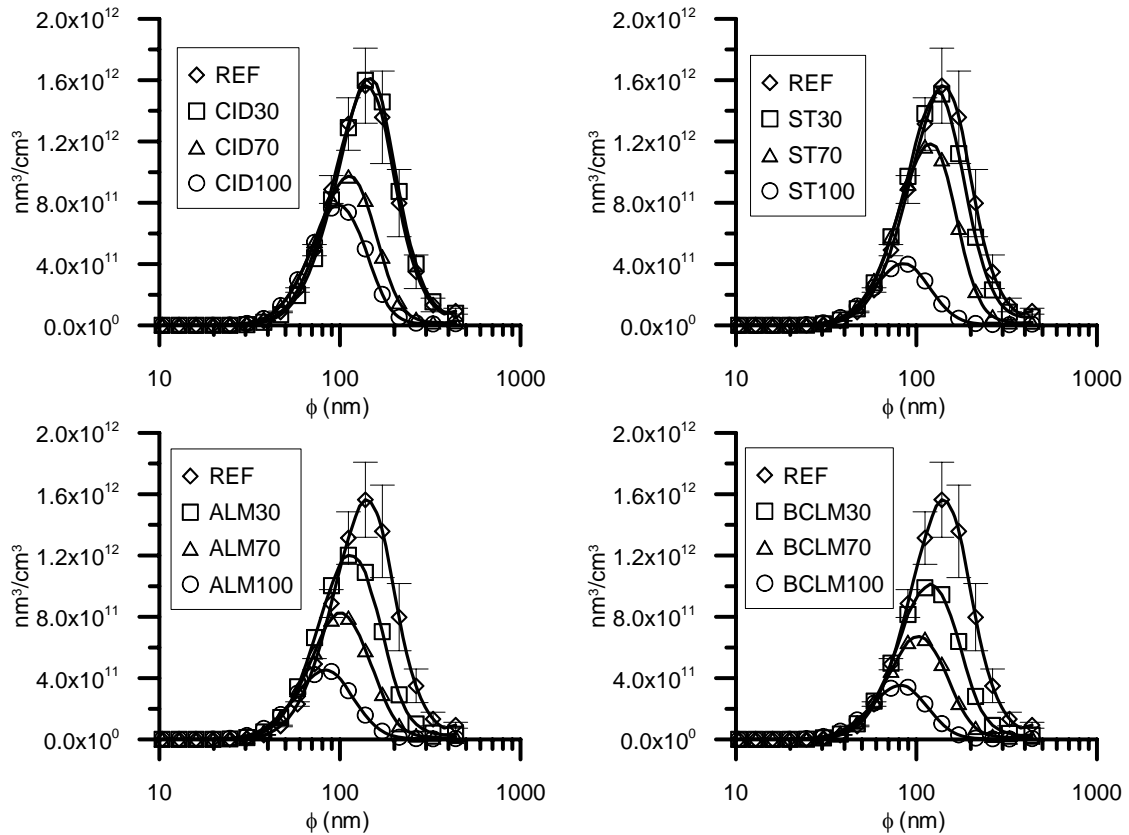 2.0x10¹²
1.6x10¹²
1.2x10¹²
8.0x10¹¹
4.0x10¹¹
0.0x10⁰
nm³/cm³
REF
CID30
CID70
CID100
10 100 1000
ϕ (nm)
2.0x10¹²
1.6x10¹²
1.2x10¹²
8.0x10¹¹
4.0x10¹¹
0.0x10⁰
nm³/cm³
REF
ST30
ST70
ST100
10 100 1000
ϕ (nm)
2.0x10¹²
1.6x10¹²
1.2x10¹²
8.0x10¹¹
4.0x10¹¹
0.0x10⁰
nm³/cm³
REF
ALM30
ALM70
ALM100
10 100 1000
ϕ (nm)
2.0x10¹²
1.6x10¹²
1.2x10¹²
8.0x10¹¹
4.0x10¹¹
0.0x10⁰
nm³/cm³
REF
BCLM30
BCLM70
BCLM100
10 100 1000
ϕ (nm)